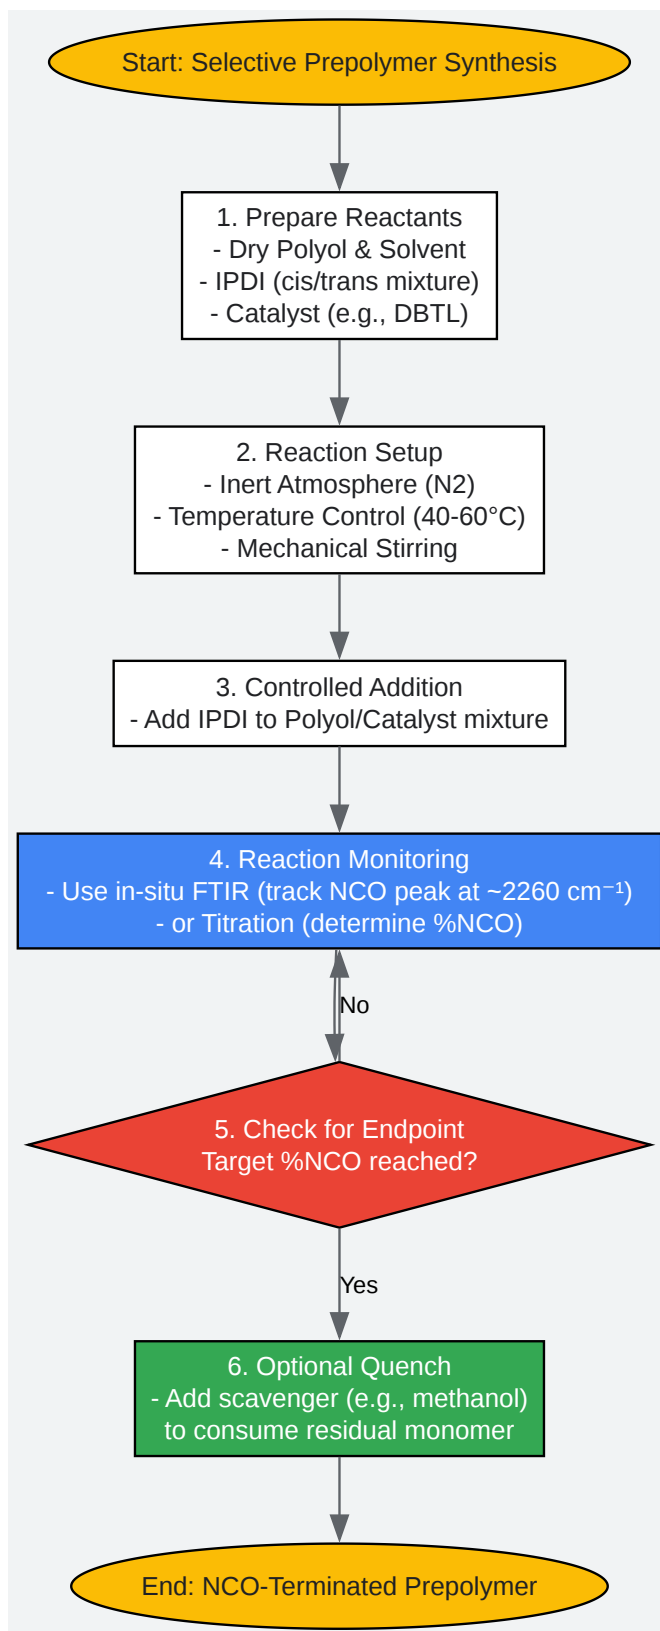 Start: Selective Prepolymer Synthesis
1. Prepare Reactants
- Dry Polyol & Solvent
- IPDI (cis/trans mixture)
- Catalyst (e.g., DBTL)
2. Reaction Setup
- Inert Atmosphere (N2)
- Temperature Control (40-60°C)
- Mechanical Stirring
3. Controlled Addition
- Add IPDI to Polyol/Catalyst mixture
4. Reaction Monitoring
- Use in-situ FTIR (track NCO peak at ~2260 cm⁻¹)
- or Titration (determine %NCO)
No
5. Check for Endpoint
Target %NCO reached?
Yes
6. Optional Quench
- Add scavenger (e.g., methanol)
to consume residual monomer
End: NCO-Terminated Prepolymer